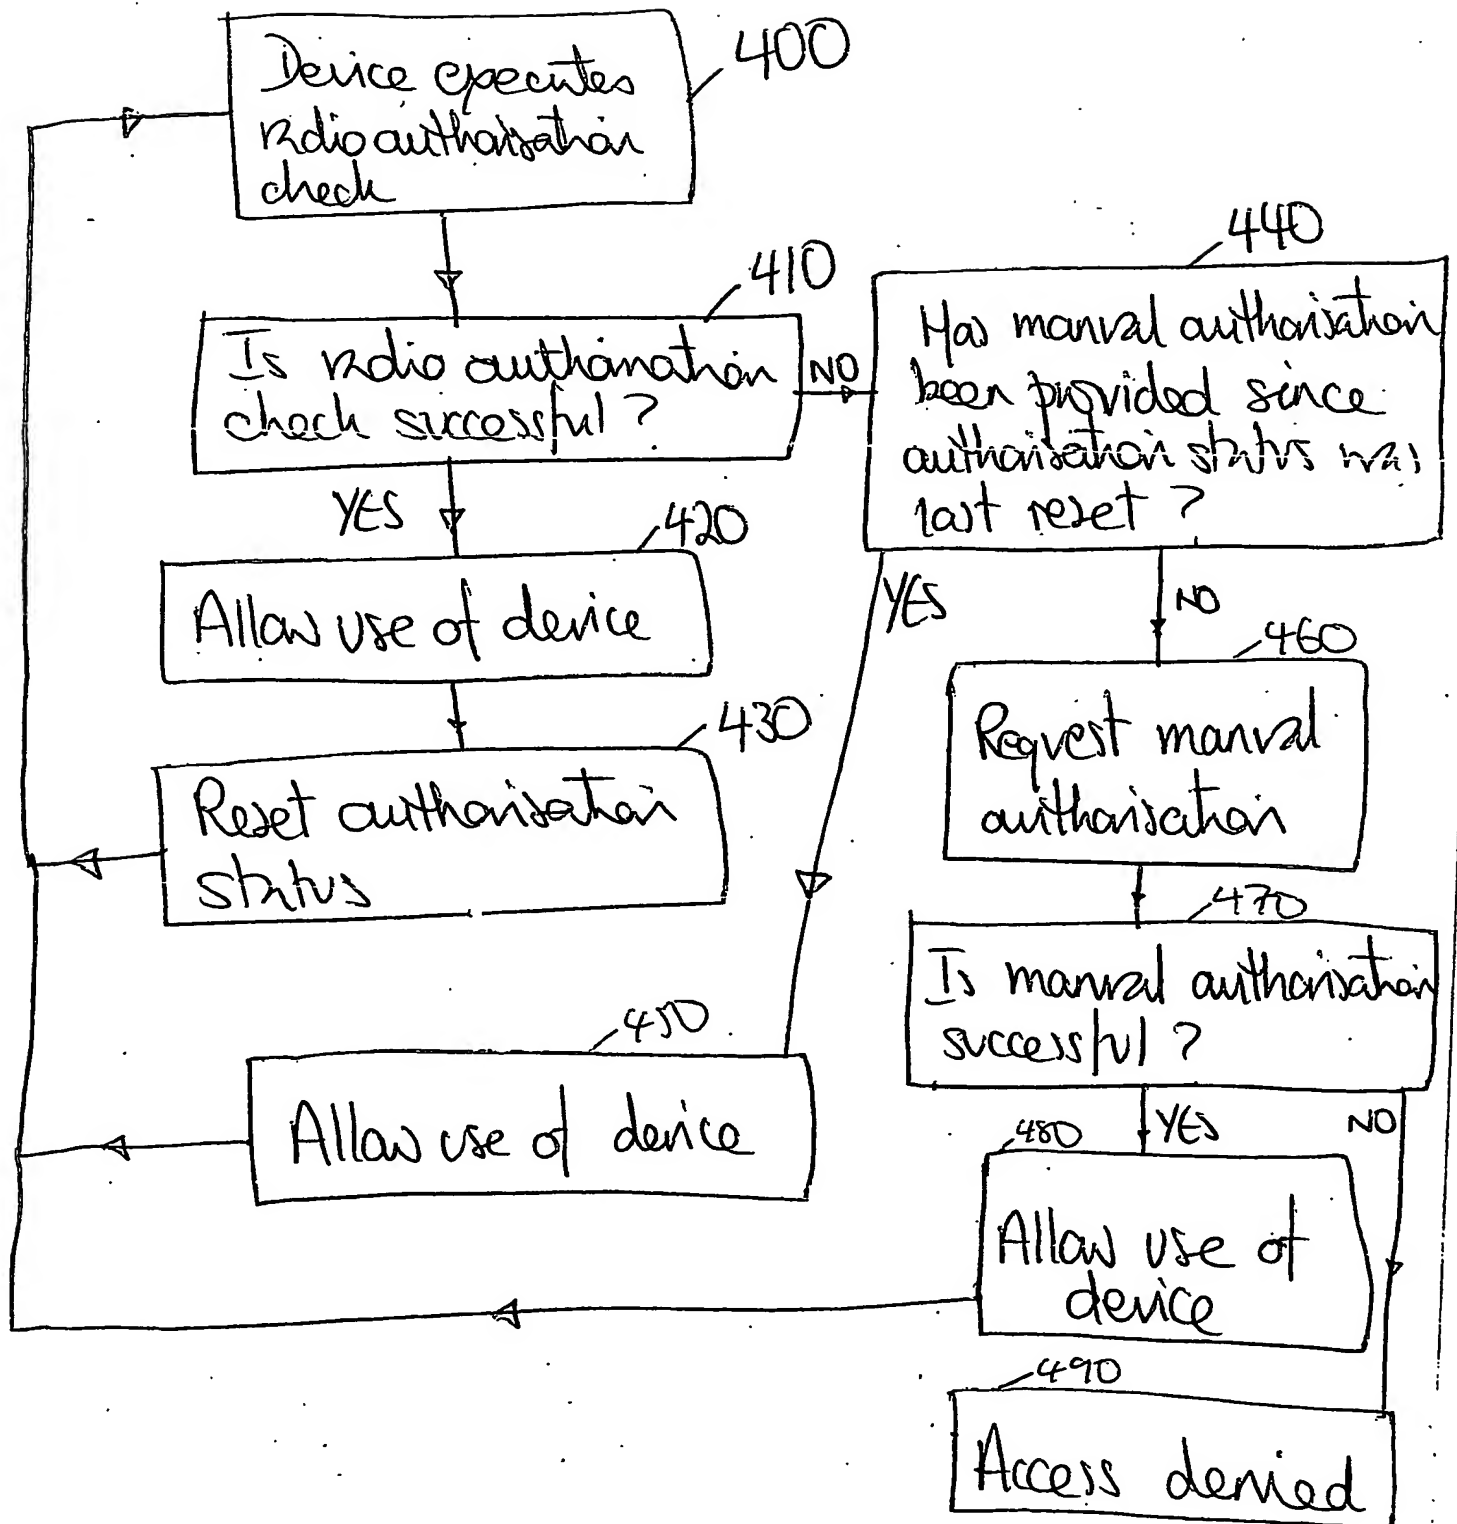 400
Device executes
radio authorisation
check
410
Is radio authorisation
check successful?
NO
YES
420
Allow use of device
430
Reset authorisation
status
440
Has manual authorisation
been provided since
authorisation status was
last reset?
YES
NO
450
Allow use of device
460
Request manual
authorisation
470
Is manual authorisation
successful?
YES
NO
480
Allow use of
device
490
Access denied